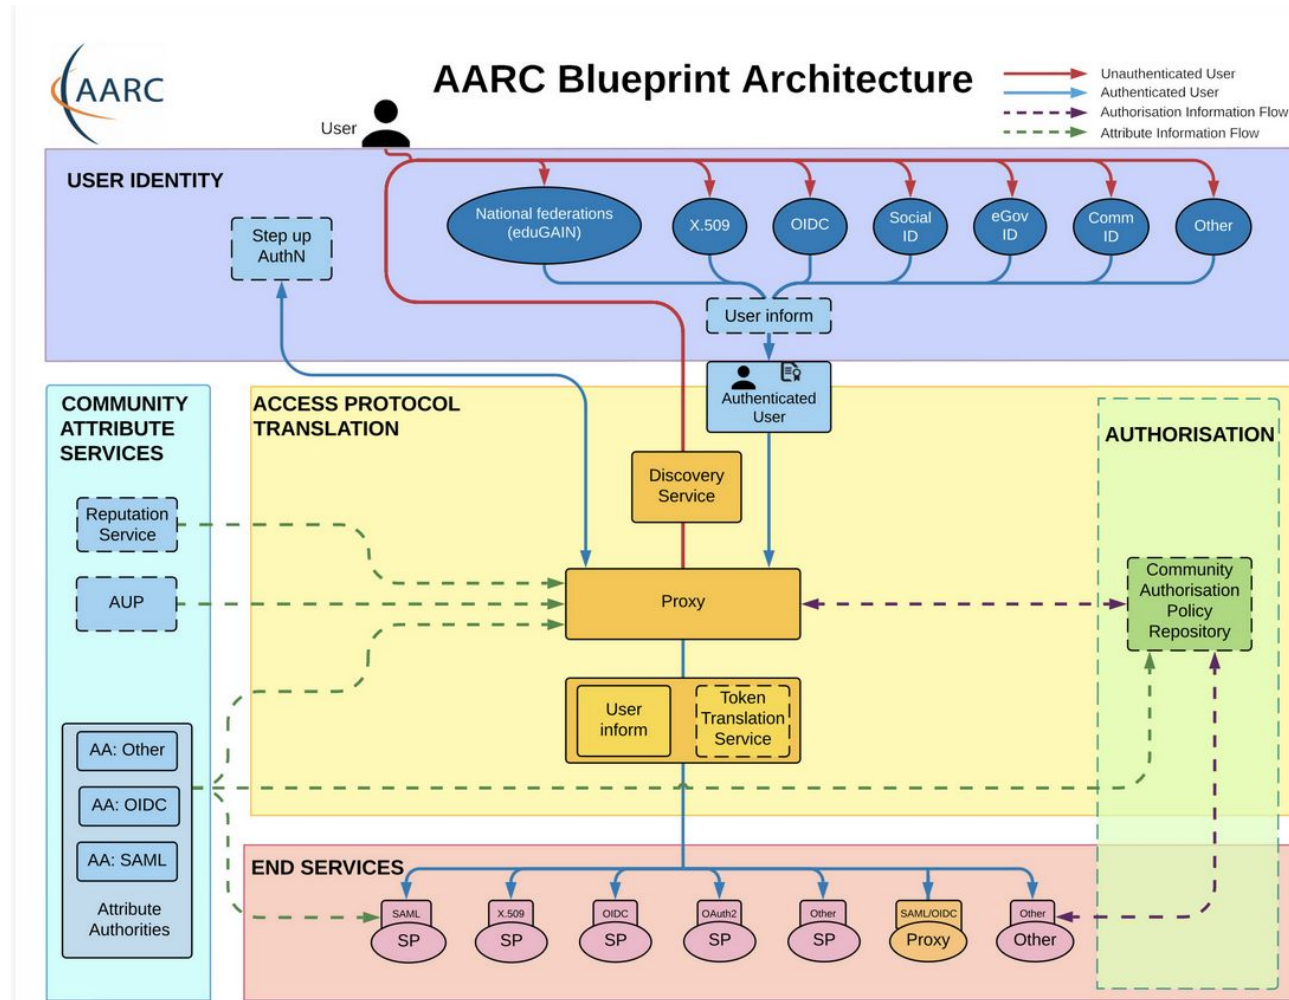 AARC
AARC Blueprint Architecture
Unauthenticated User
Authenticated User
Authorisation Information Flow
Attribute Information Flow
User
USER IDENTITY
Step up
AuthN
National federations
(eduGAIN)
X.509
OIDC
Social
ID
eGov
ID
Comm
ID
Other
User inform
Authenticated
User
COMMUNITY
ATTRIBUTE
SERVICES
ACCESS PROTOCOL
TRANSLATION
AUTHORISATION
Discovery
Service
Reputation
Service
AUP
Proxy
Community
Authorisation
Policy
Repository
User
inform
Token
Translation
Service
AA: Other
AA: OIDC
AA: SAML
Attribute
Authorities
END SERVICES
SAML
SP
X.509
SP
OIDC
SP
OAuth2
SP
Other
SP
SAML/OIDC
Proxy
Other
Other